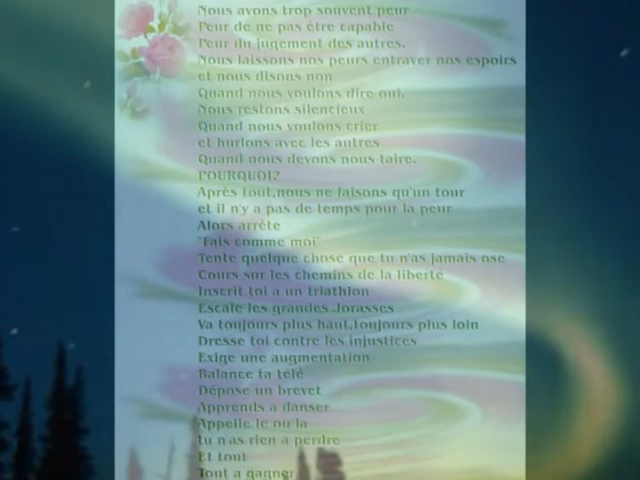 Nous avons trop souvent peur
Peur de ne pas être capable
Peur du jugement des autres.
Nous laissons nos peurs entraver nos espoirs
et nous disons non
Quand nous voulons dire oui.
Nous restons silencieux
Quand nous voulons crier
et hurlons avec les autres
Quand nous devons nous taire.
POURQUOI?
Après tout,nous ne faisons qu'un tour
et il n'y a pas de temps pour la peur
Alors arrête
"Fais comme moi"
Tente quelque chose que tu n'as jamais ose
Cours sur les chemins de la liberté
Inscrit toi a un triathlon
Escale les grandes Jorasses
Va toujours plus haut,toujours plus loin
Dresse toi contre les injustices
Exige une augmentation
Balance ta télé
Dépose un brevet
Apprends a danser
Appelle le ou la
tu n'as rien a perdre
Et tout
Tout a gagner